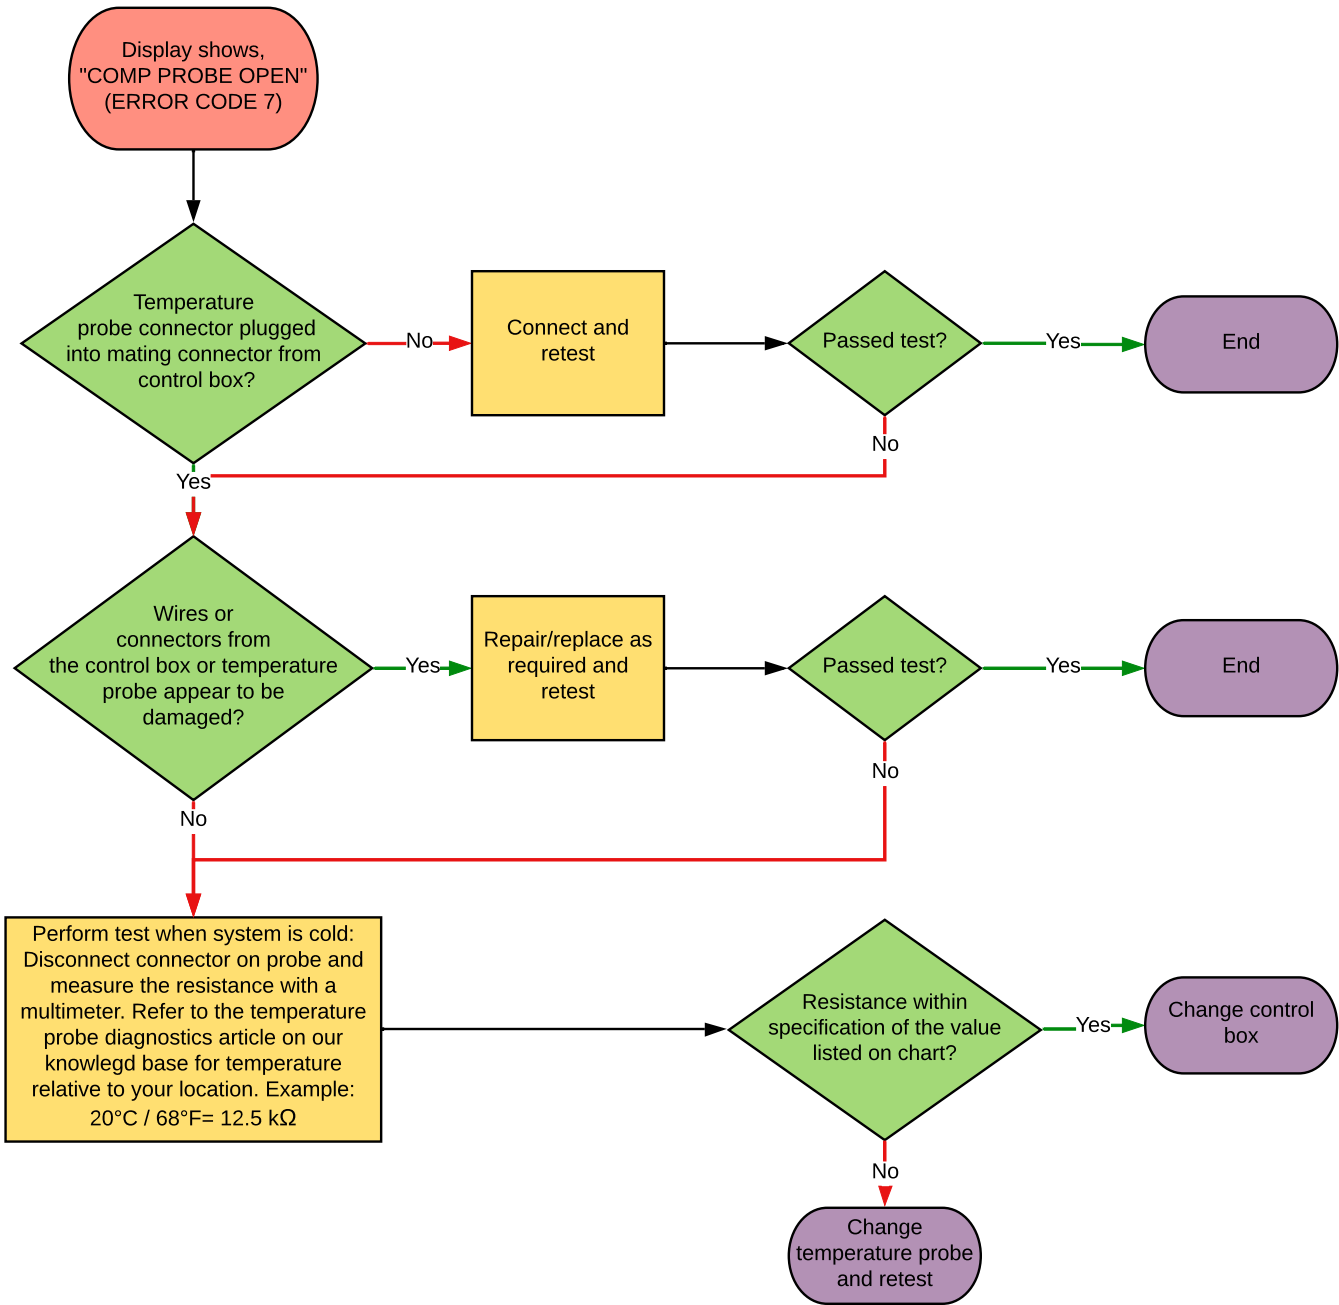 Display shows,
"COMP PROBE OPEN"
(ERROR CODE 7)
Temperature
probe connector plugged
into mating connector from
control box?
No
Connect and
retest
Passed test?
Yes
End
No
Yes
Wires or
connectors from
the control box or temperature
probe appear to be
damaged?
Yes
Repair/replace as
required and
retest
Passed test?
Yes
End
No
No
Perform test when system is cold:
Disconnect connector on probe and
measure the resistance with a
multimeter. Refer to the temperature
probe diagnostics article on our
knowlegd base for temperature
relative to your location. Example:
20°C / 68°F= 12.5 kΩ
Resistance within
specification of the value
listed on chart?
Yes
Change control
box
No
Change
temperature probe
and retest